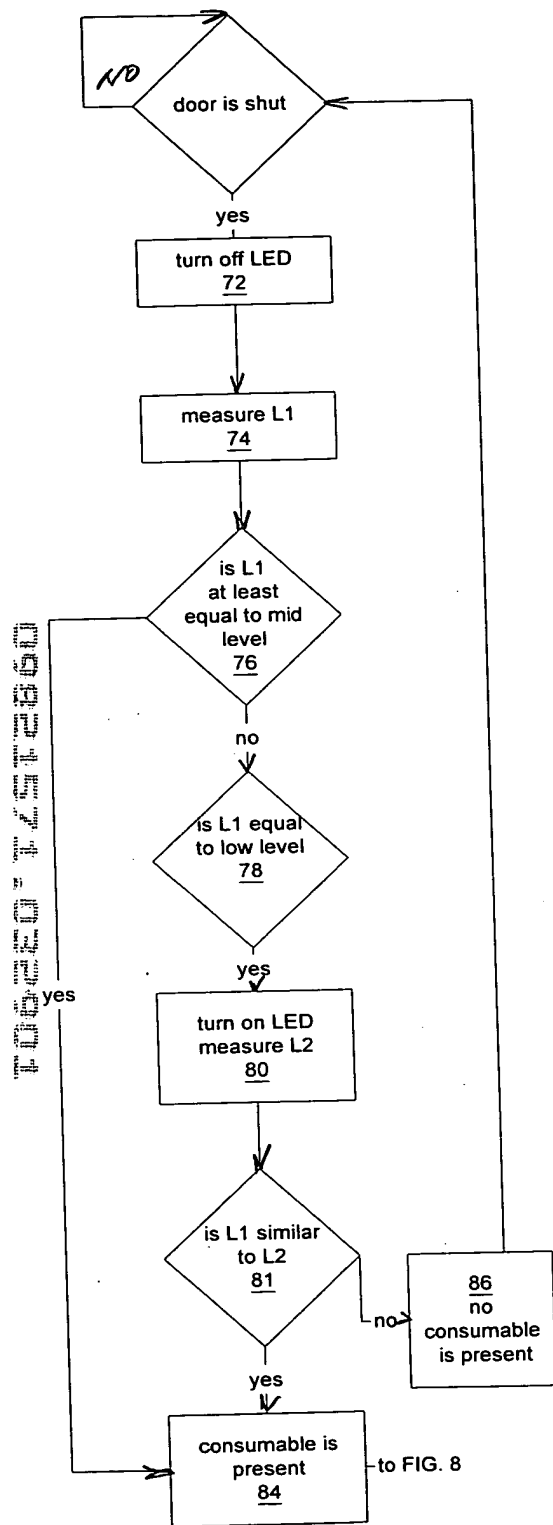 NO
door is shut
yes
turn off LED
72
measure L1
74
is L1
at least
equal to mid
level
76
no
is L1 equal
to low level
78
yes
yes
turn on LED
measure L2
80
is L1 similar
to L2
81
no
86
no
consumable
is present
yes
consumable is
present
84
to FIG. 8
09821571.032901